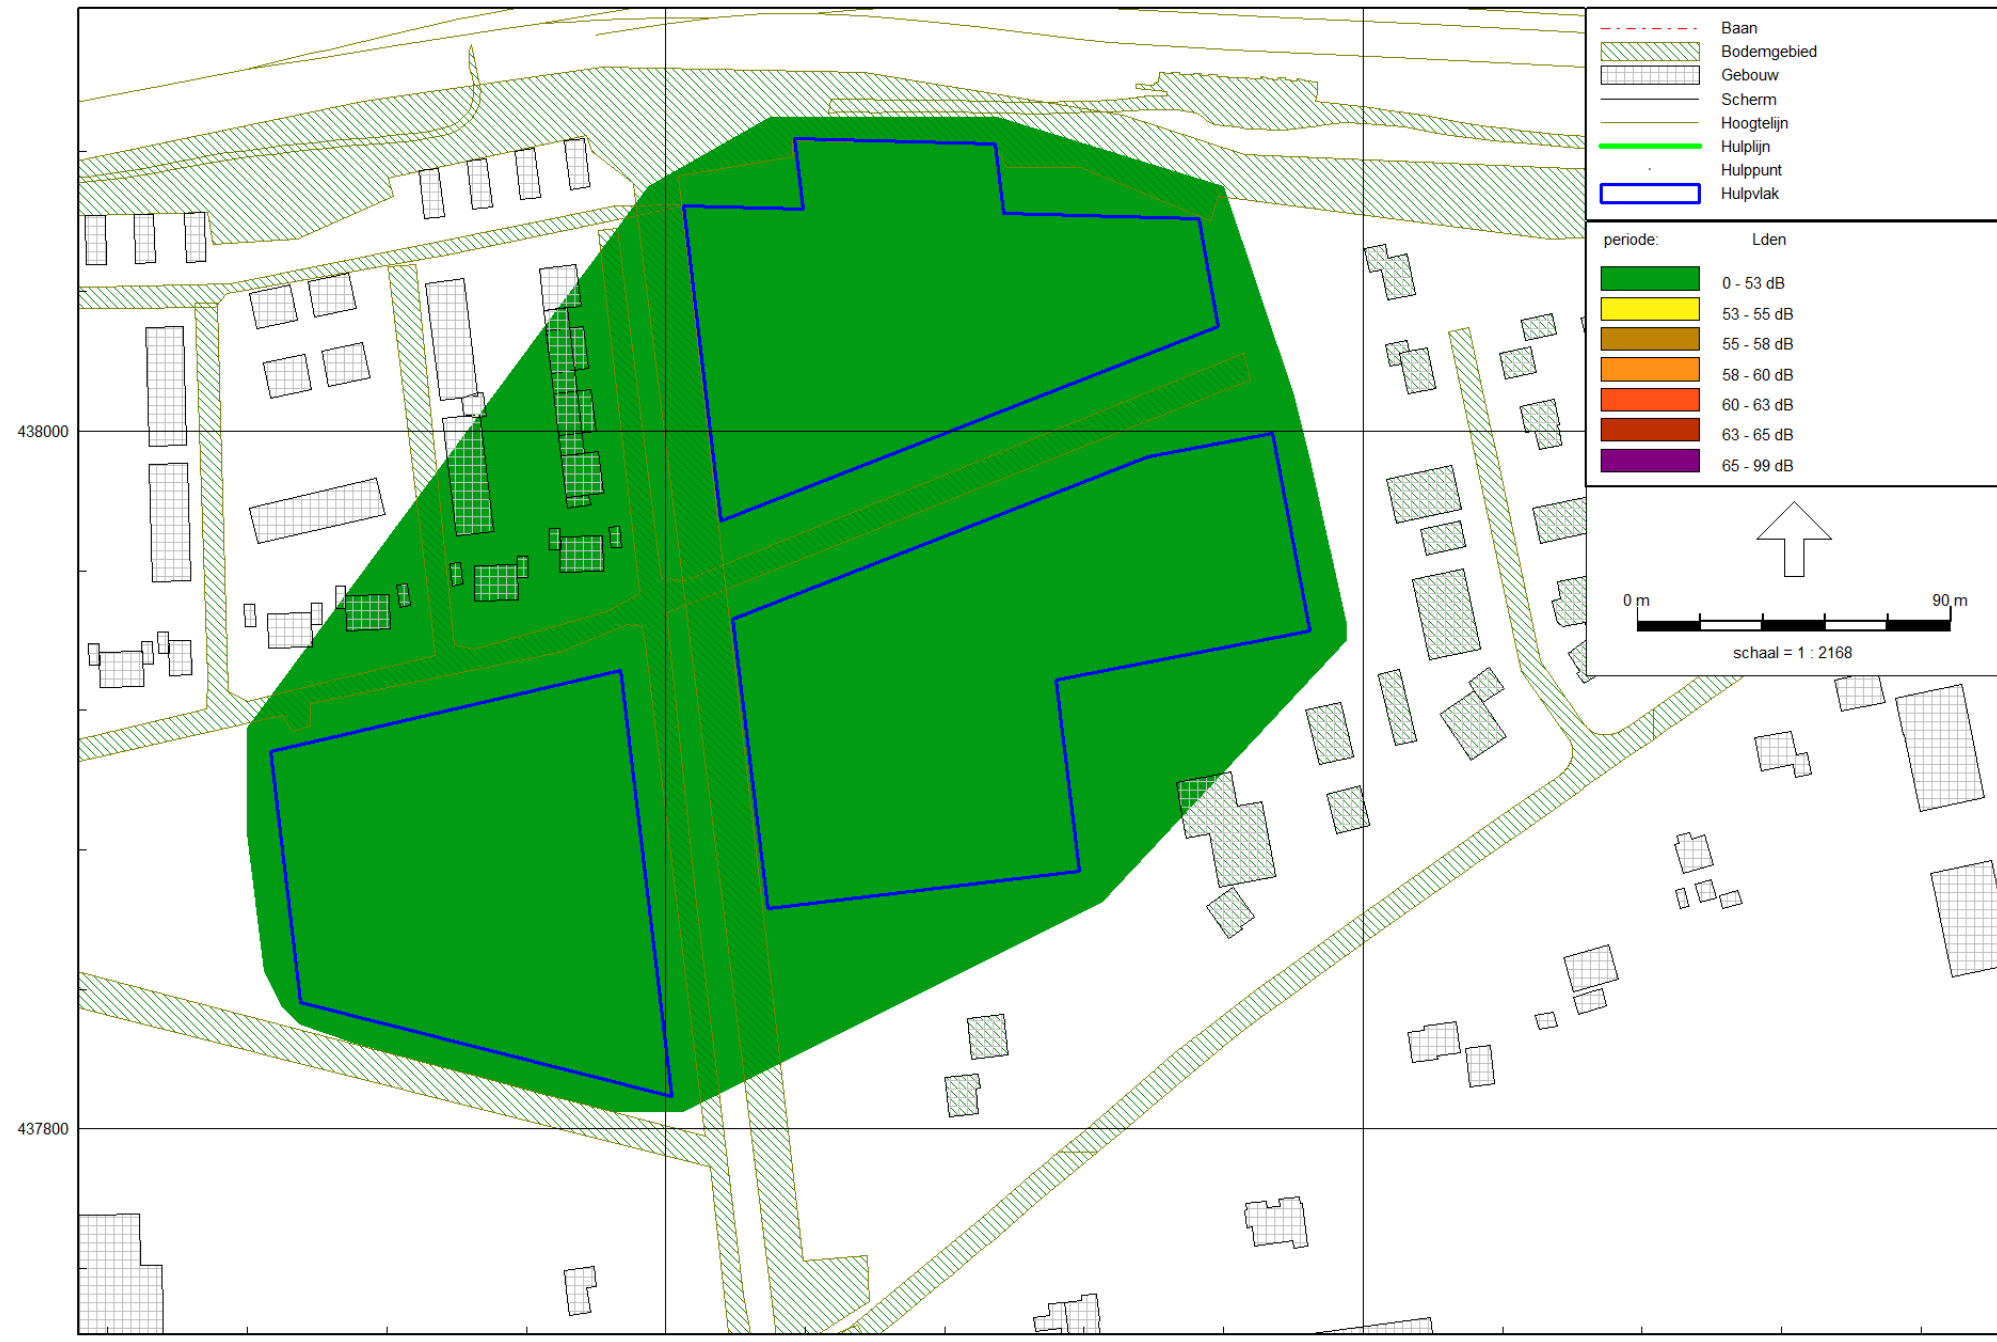 Baan
Bodemgebied
Gebouw
Scherm
Hoogtelijn
Hulplijn
Hulppunt
Hulpvlak
periode: Lden
0 - 53 dB
53 - 55 dB
55 - 58 dB
58 - 60 dB
60 - 63 dB
63 - 65 dB
65 - 99 dB
438000
0 m 90 m
schaal = 1 : 2168
437800